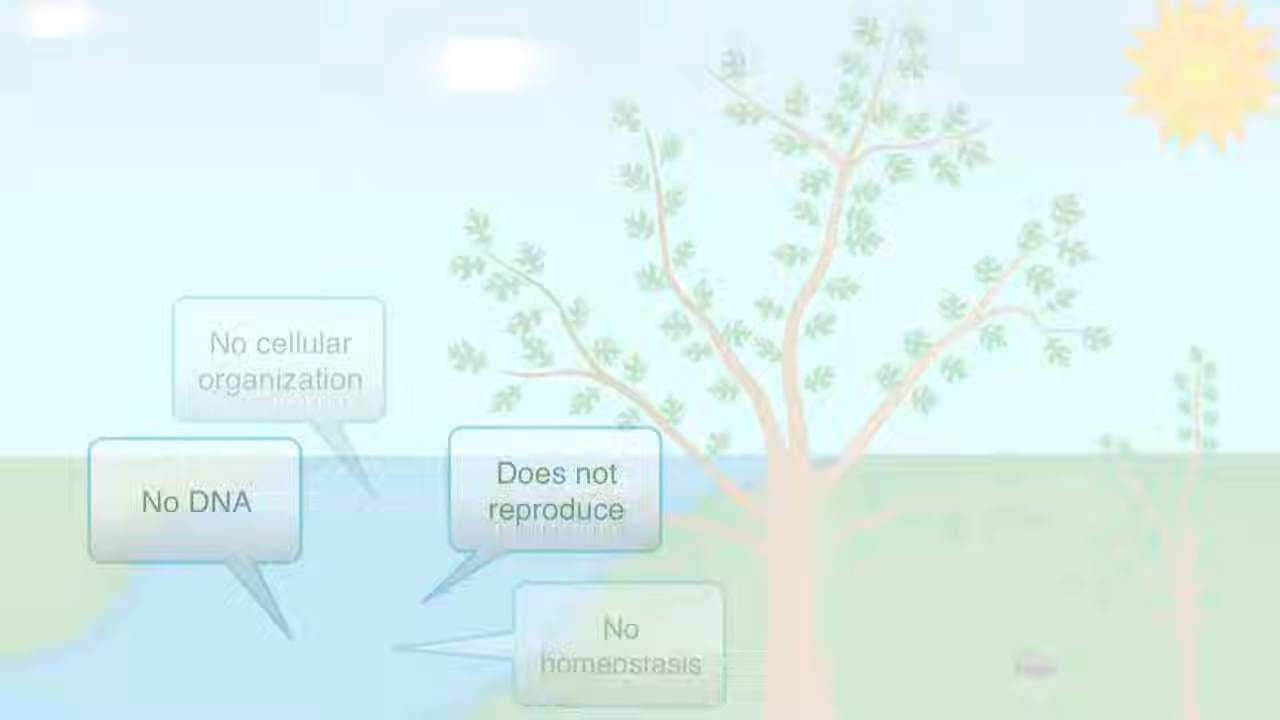 No cellular
organization
No DNA
Does not
reproduce
No
homeostasis